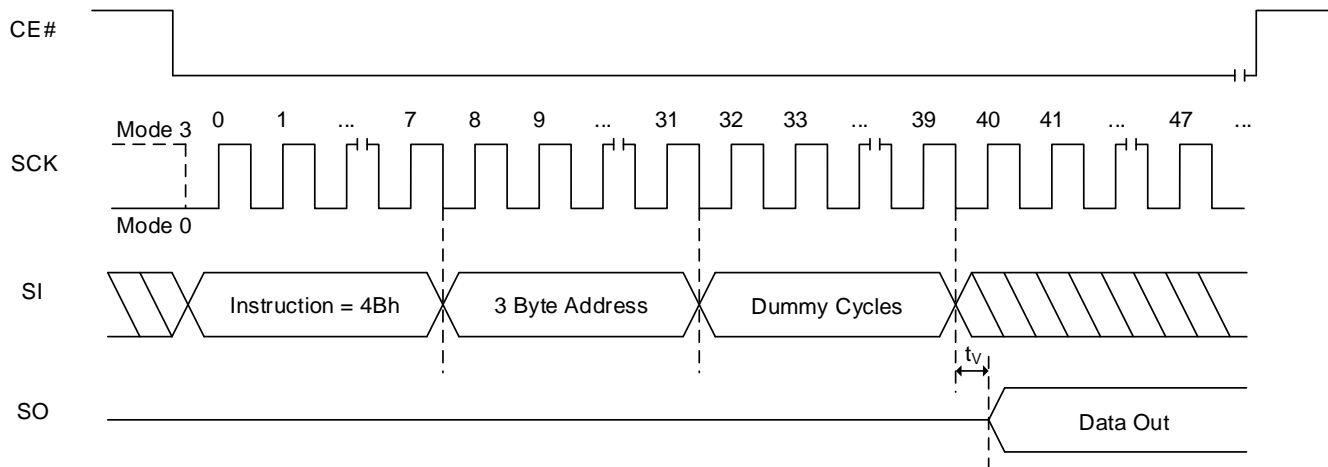 CE#
0 1 ... 7 8 9 ... 31 32 33 ... 39 40 41 ... 47 ...
Mode 3
SCK
Mode 0
SI
Instruction = 4Bh
3 Byte Address
Dummy Cycles
tV
SO
Data Out